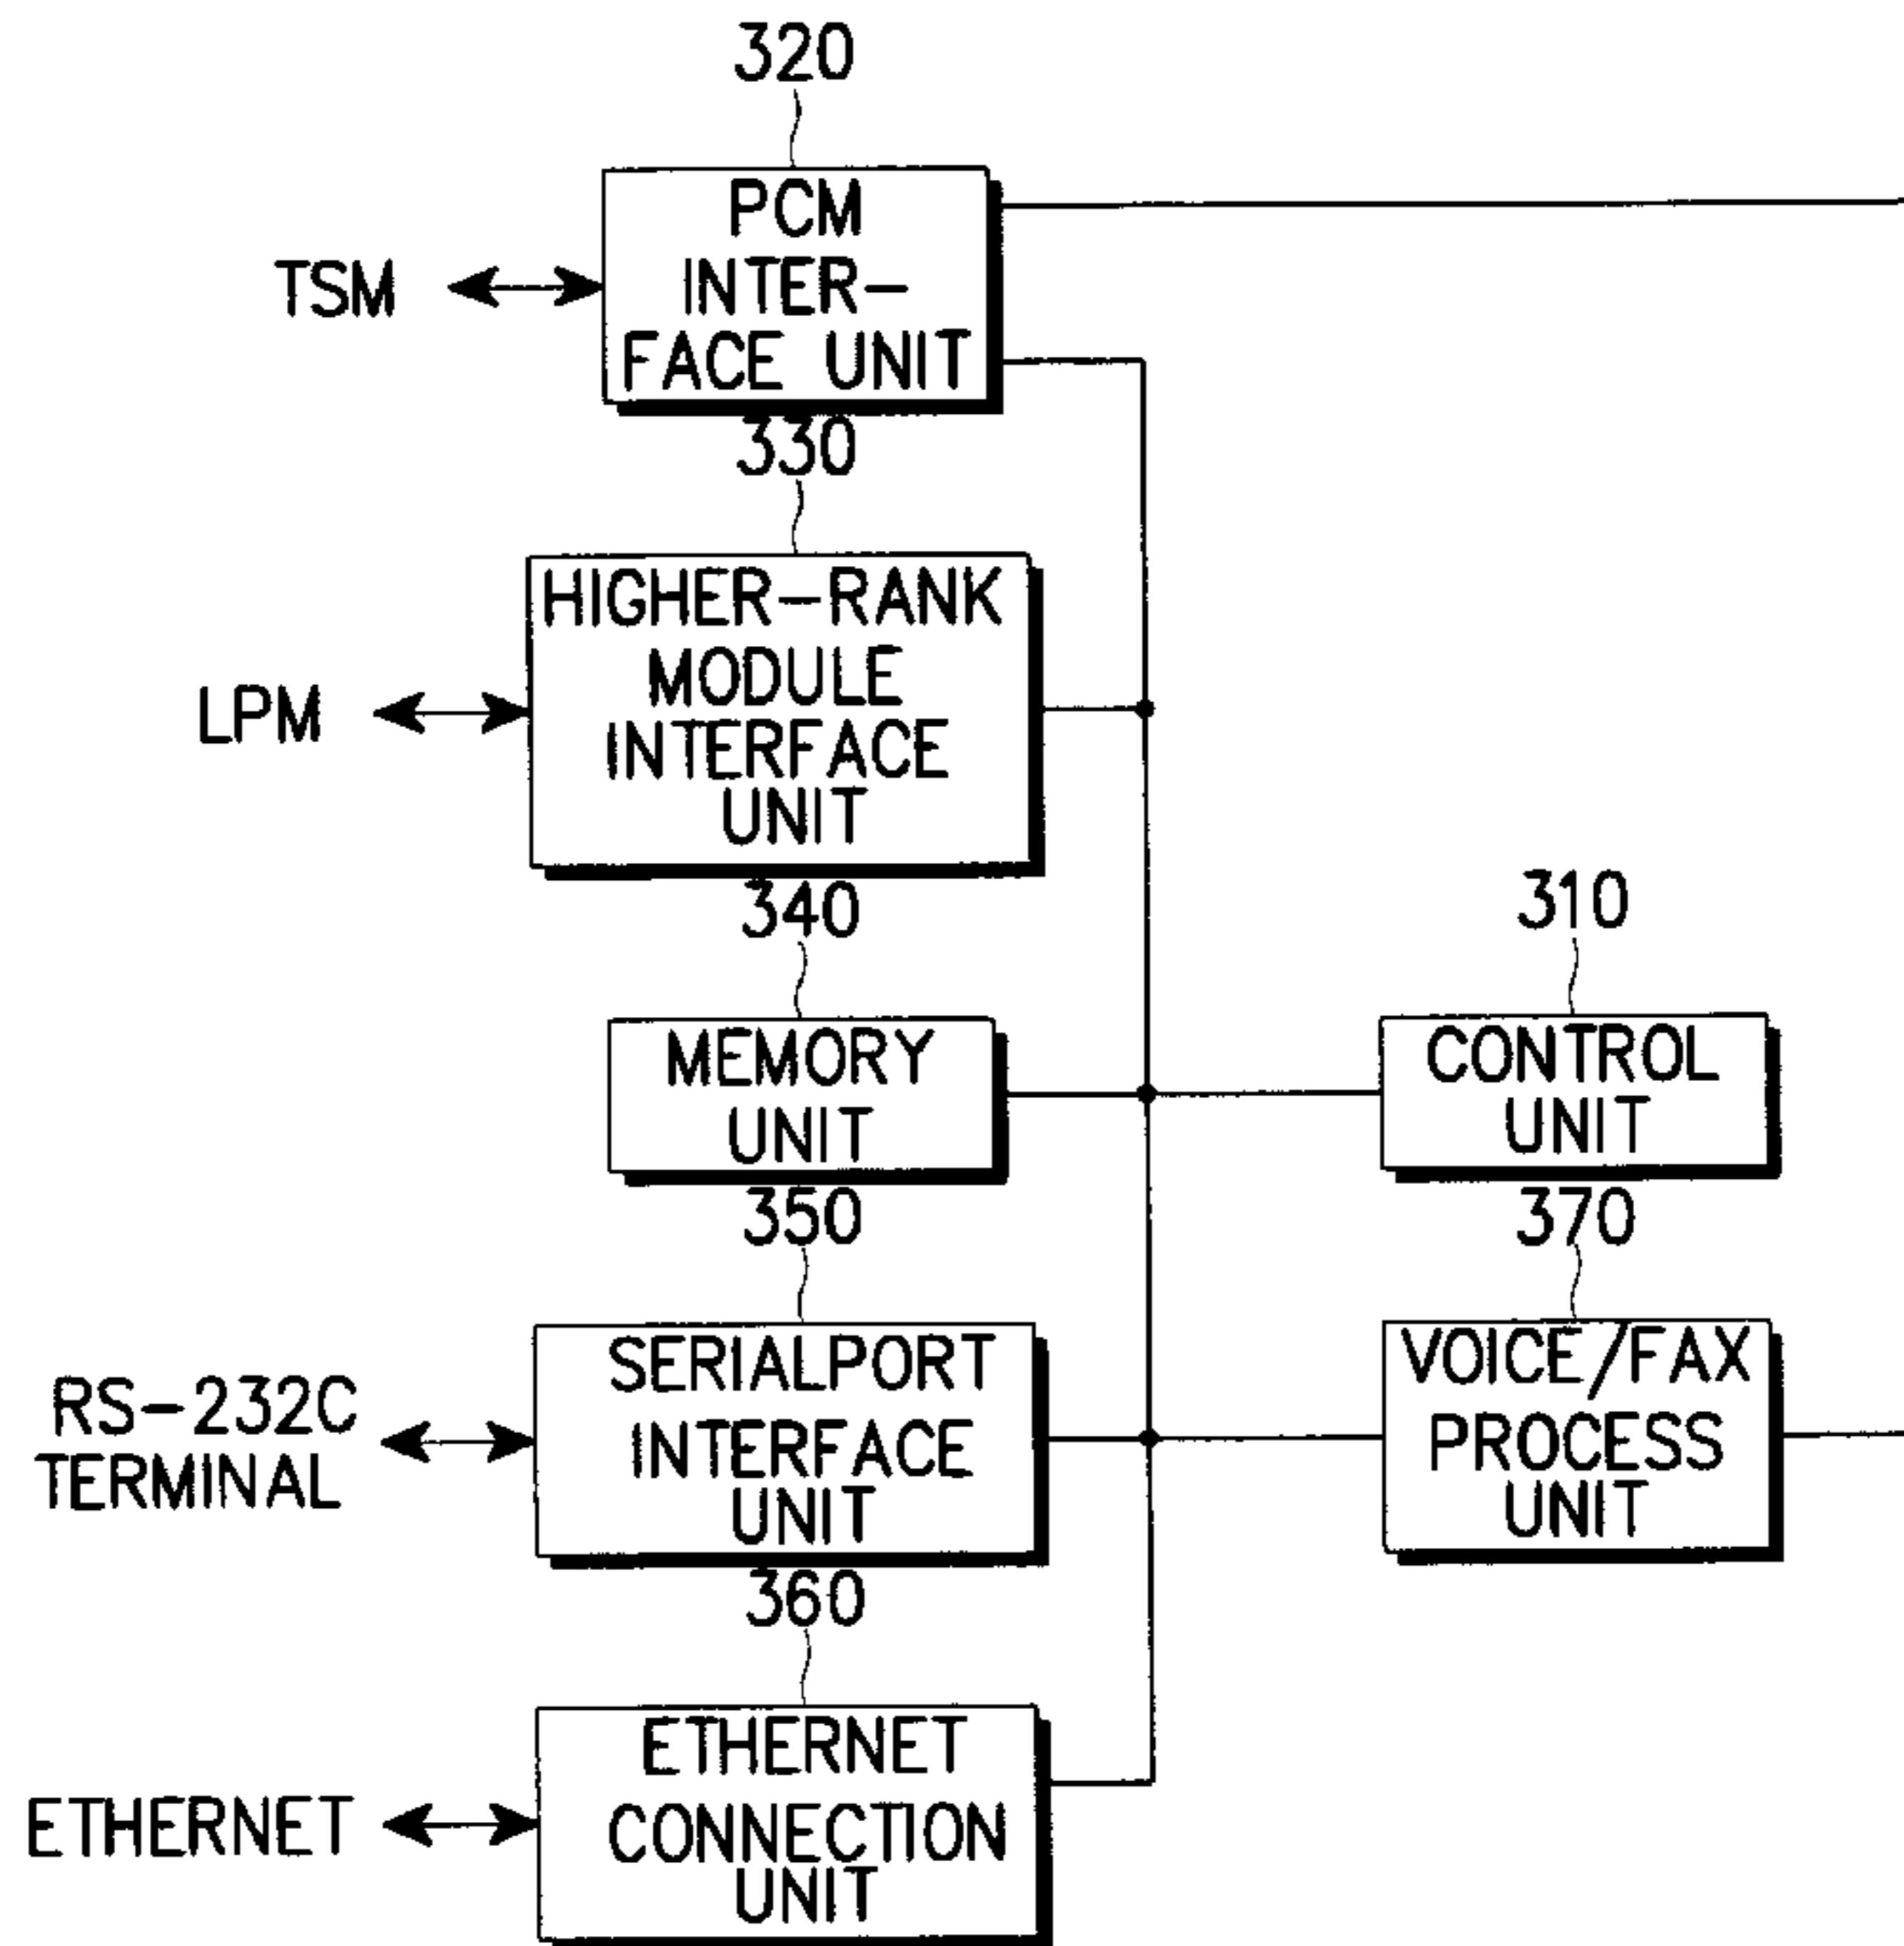 320
PCM
INTER-
FACE UNIT
TSM
330
HIGHER-RANK
MODULE
INTERFACE
UNIT
LPM
340
MEMORY
UNIT
310
CONTROL
UNIT
350
SERIALPORT
INTERFACE
UNIT
RS-232C
TERMINAL
370
VOICE/FAX
PROCESS
UNIT
360
ETHERNET
CONNECTION
UNIT
ETHERNET